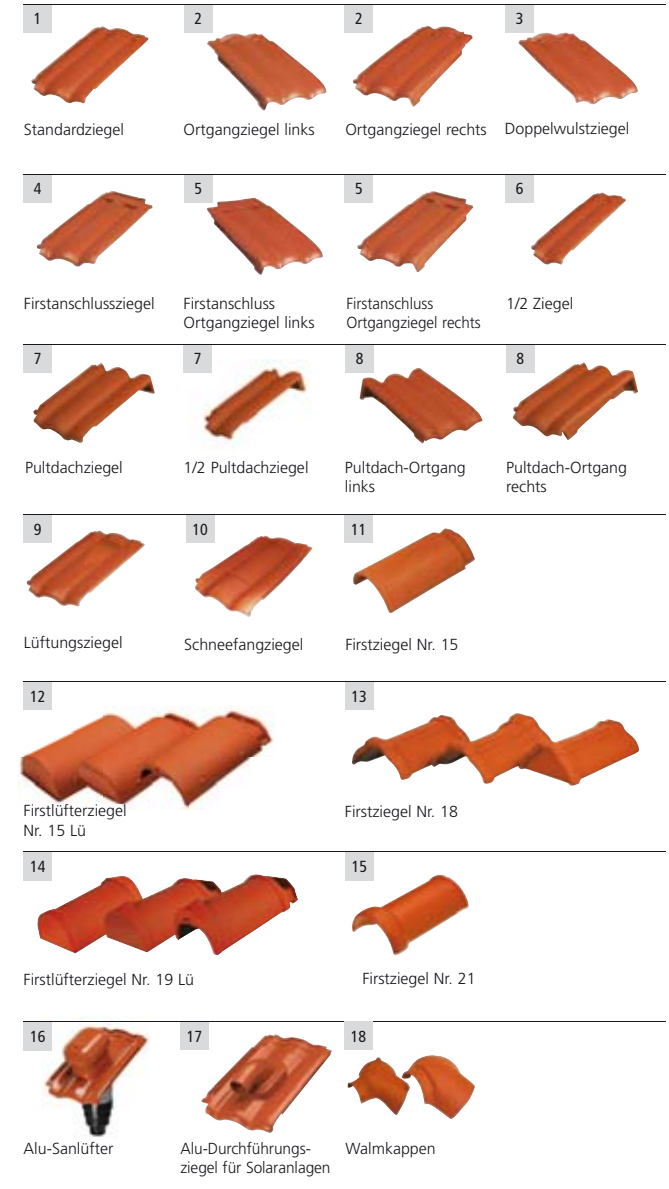 1
2
2
3
Standardziegel
Ortgangziegel links
Ortgangziegel rechts
Doppelwulstziegel
4
5
5
6
Firstanschlussziegel
Firstanschluss
Ortgangziegel links
Firstanschluss
Ortgangziegel rechts
1/2 Ziegel
7
7
8
8
Pultdachziegel
1/2 Pultdachziegel
Pultdach-Ortgang
links
Pultdach-Ortgang
rechts
9
10
11
Lüftungsziegel
Schneefangziegel
Firstziegel Nr. 15
12
13
Firstlüfterziegel
Nr. 15 Lü
Firstziegel Nr. 18
14
15
Firstlüfterziegel Nr. 19 Lü
Firstziegel Nr. 21
16
17
18
Alu-Sanlüfter
Alu-Durchführungs-
ziegel für Solaranlagen
Walmkappen